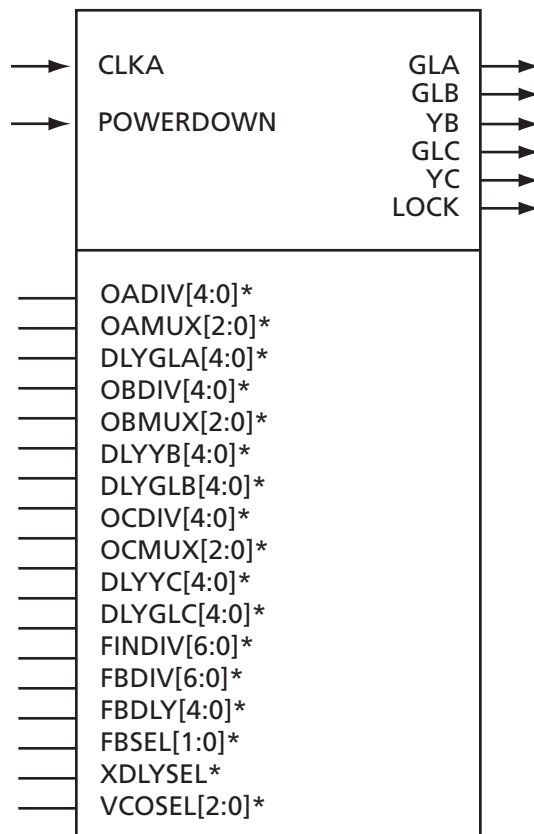 CLKA GLA
GLB
POWERDOWN YB
GLC
YC
LOCK
OADIV[4:0]*
OAMUX[2:0]*
DLYGLA[4:0]*
OBDIV[4:0]*
OBMUX[2:0]*
DLYYB[4:0]*
DLYGLB[4:0]*
OCDIV[4:0]*
OCMUX[2:0]*
DLYYC[4:0]*
DLYGLC[4:0]*
FINDIV[6:0]*
FBDIV[6:0]*
FBDLY[4:0]*
FBSEL[1:0]*
XDLYSEL*
VCOSEL[2:0]*